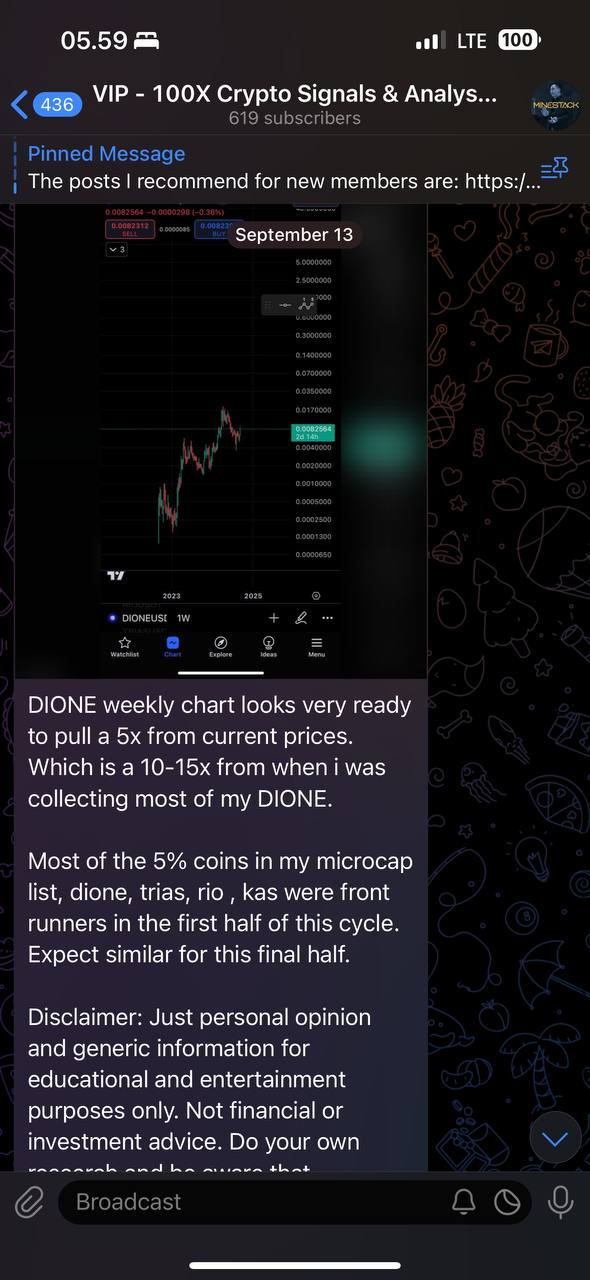 05.59
LTE 100
436
VIP - 100X Crypto Signals & Analys...
619 subscribers
MINESTACK
Pinned Message
The posts I recommend for new members are: https:/...
0.0082564 −0.0000298 (−0.36%)
0.0082312
SELL
0.0000085
BUY
September 13
3
5.0000000
2.5000000
0.6000000
0.3000000
0.1400000
0.0700000
0.0350000
0.0170000
0.0082564
2d 14h
0.0040000
0.0020000
0.0010000
0.0005000
0.0002500
0.0001300
0.0000650
2023
2025
DIONEUSD 1W
Watchlist
Chart
Explore
Ideas
Menu
DIONE weekly chart looks very ready
to pull a 5x from current prices.
Which is a 10-15x from when i was
collecting most of my DIONE.
Most of the 5% coins in my microcap
list, dione, trias, rio , kas were front
runners in the first half of this cycle.
Expect similar for this final half.
Disclaimer: Just personal opinion
and generic information for
educational and entertainment
purposes only. Not financial or
investment advice. Do your own
research and be aware that
Broadcast